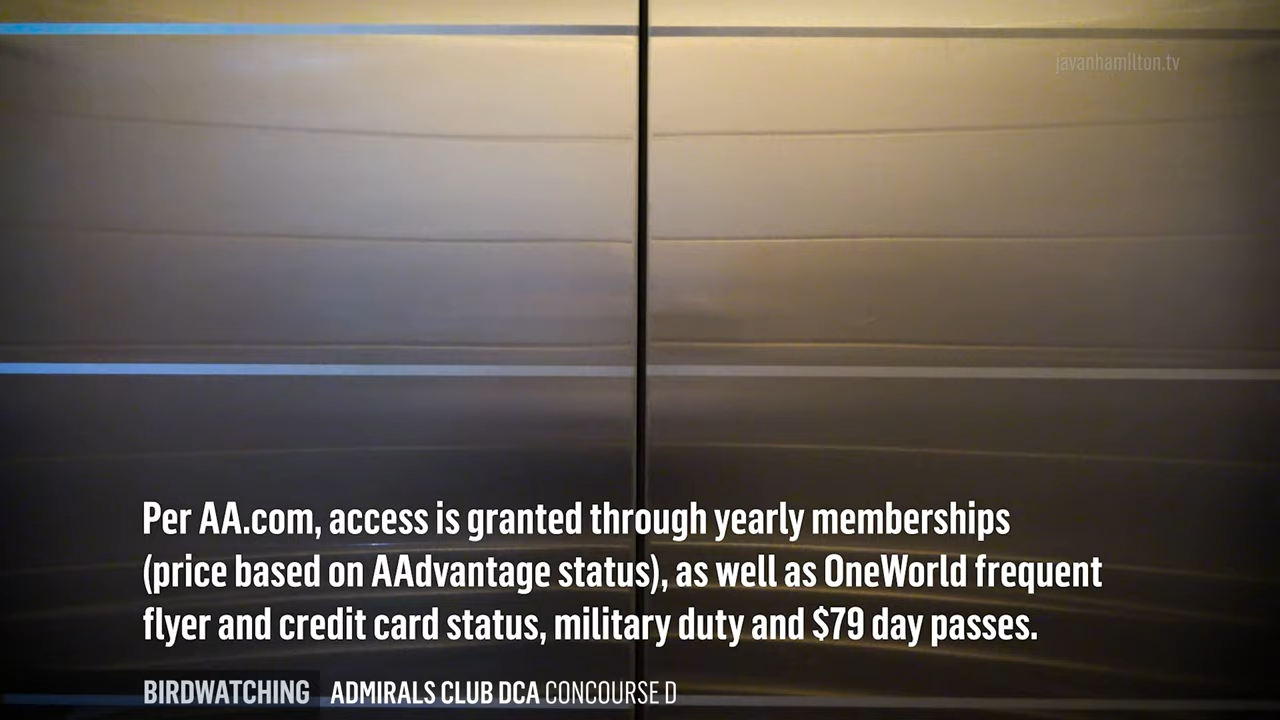 javanhamilton.tv
Per AA.com, access is granted through yearly memberships
(price based on AAdvantage status), as well as OneWorld frequent
flyer and credit card status, military duty and $79 day passes.
BIRDWATCHING ADMIRALS CLUB DCA CONCOURSE D